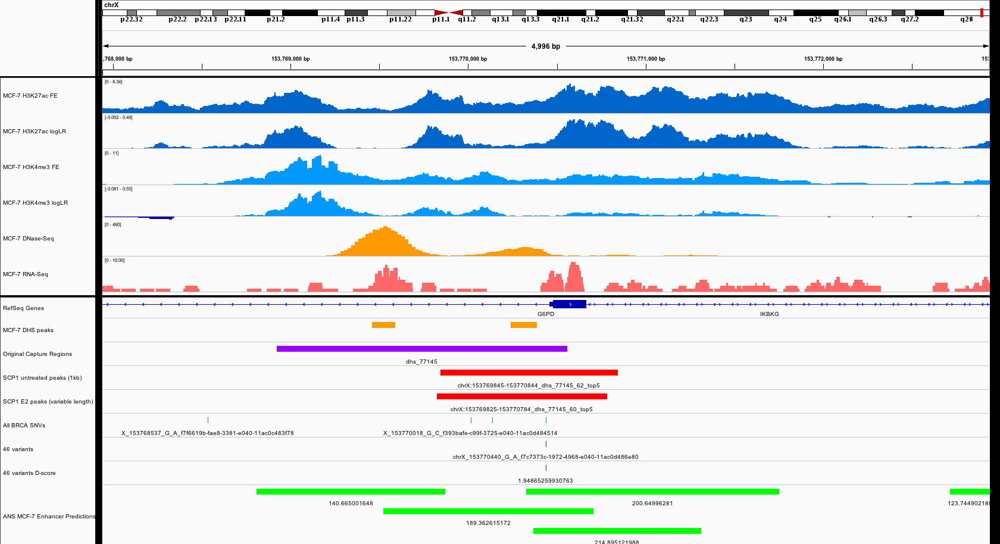 chrX
p22.32 p22.2 p22.13 p22.11 p21.2 p11.4 p11.3 p11.22 p11.1 q11.2 q13.1 q13.3 q21.1 q21.2 q21.32 q22.1 q22.3 q23 q24 q25 q26.1 q26.3 q27.2 q28
4,996 bp
,768,000 bp 153,769,000 bp 153,770,000 bp 153,771,000 bp 153,772,000 bp 153
[0 - 8.34]
MCF-7 H3K27ac FE
[-0.002 - 0.49]
MCF-7 H3K27ac logLR
[0 - 11]
MCF-7 H3K4me3 FE
[-0.081 - 0.55]
MCF-7 H3K4me3 logLR
[0 - 460]
MCF-7 DNase-Seq
[0 - 10.00]
MCF-7 RNA-Seq
RefSeq Genes
G6PD IKBKG
MCF-7 DHS peaks
Original Capture Regions
dhs_77145
SCP1 untreated peaks (1kb)
chrX:153769845-153770844_dhs_77145_62_top5
SCP1 E2 peaks (variable length)
chrX:153769825-153770784_dhs_77145_60_top5
All BRCA SNVs
X_153768537_G_A_f7f6619b-fae8-3381-e040-11ac0c483f78 X_153770018_G_C_f393bafe-c99f-3725-e040-11ac0d484514
46 variants
chrX_153770440_G_A_f7c7373c-1972-4968-e040-11ac0d486e80
46 variants D-score
1.94865259930763
140.665001648 200.64996281 123.744902188
ANS MCF-7 Enhancer Predictions
189.362615172
214.895121988